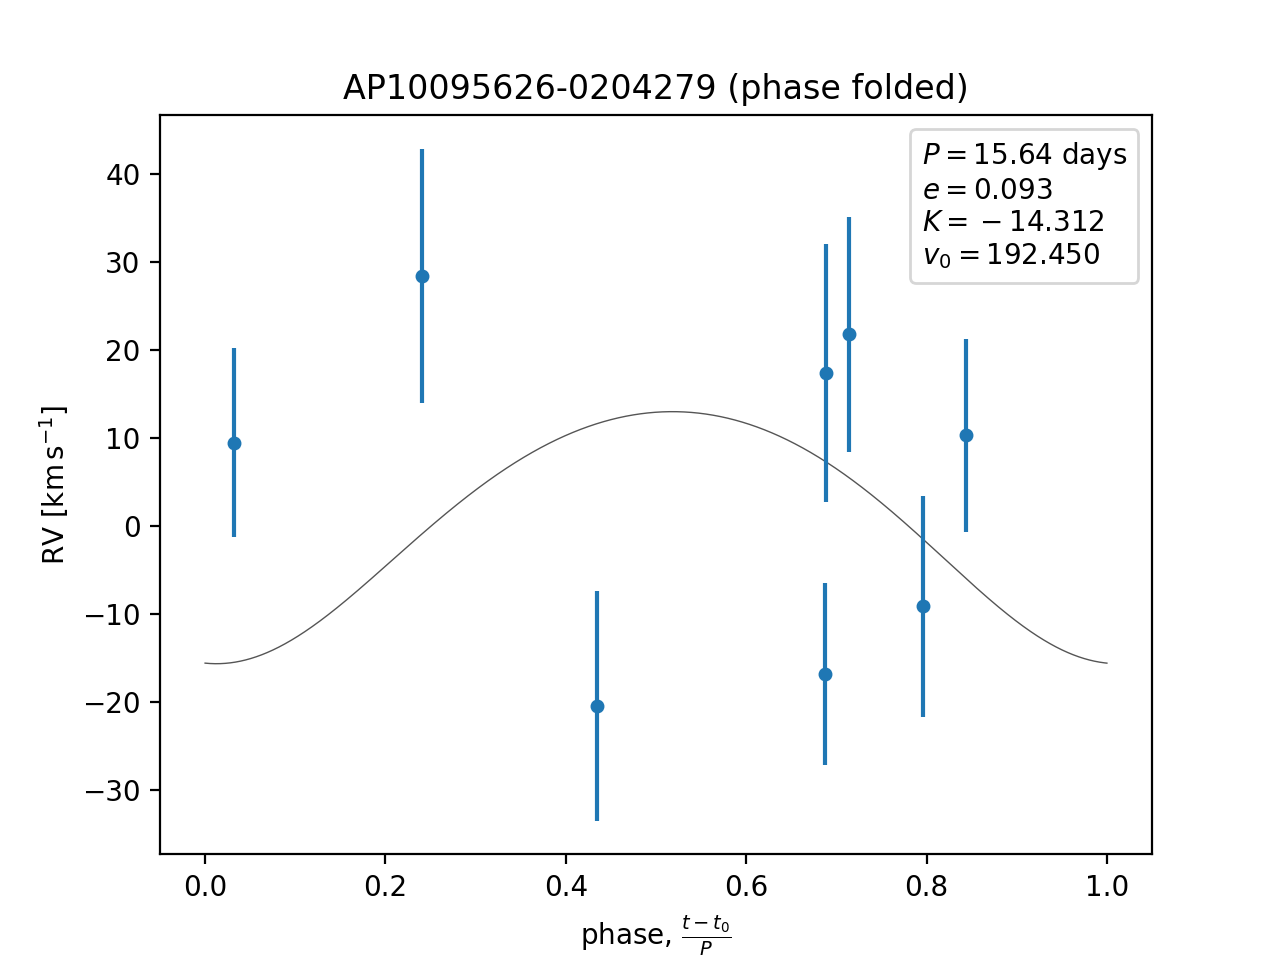 AP10095626-0204279 (phase folded)
P = 15.64 days
e = 0.093
K = −14.312
v₀ = 192.450
40
30
20
10
0
−10
−20
−30
RV [km s⁻¹]
0.0 0.2 0.4 0.6 0.8 1.0
phase, (t − t₀)/P